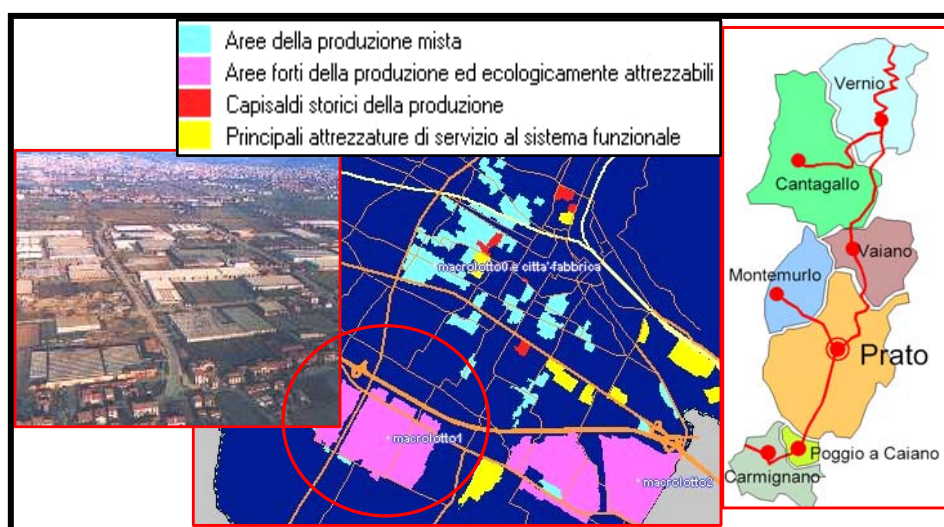 Aree della produzione mista
Aree forti della produzione ed ecologicamente attrezzabili
Capisaldi storici della produzione
Principali attrezzature di servizio al sistema funzionale
macrolotto0 e citta'-fabbrica
macrolotto1
macrolotto2
Vernio
Cantagallo
Vaiano
Montemurlo
Prato
Poggio a Caiano
Carmignano